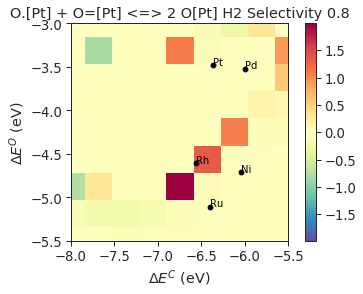 O.[Pt] + O=[Pt] <=> 2 O[Pt] H2 Selectivity 0.8
−3.0
−3.5
−4.0
−4.5
−5.0
−5.5
ΔE^O (eV)
Pt
Pd
Rh
Ni
Ru
−8.0 −7.5 −7.0 −6.5 −6.0 −5.5
ΔE^C (eV)
1.5
1.0
0.5
0.0
−0.5
−1.0
−1.5